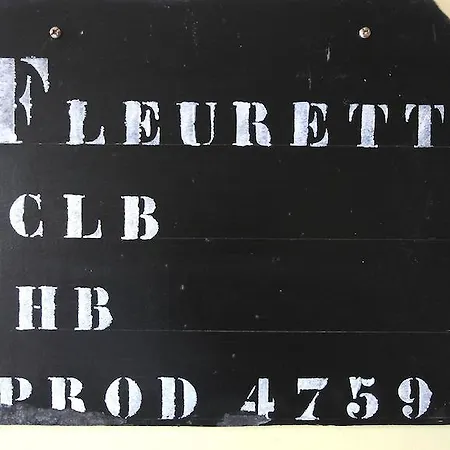 FLEURETT
CLB
HB
PROD 4759